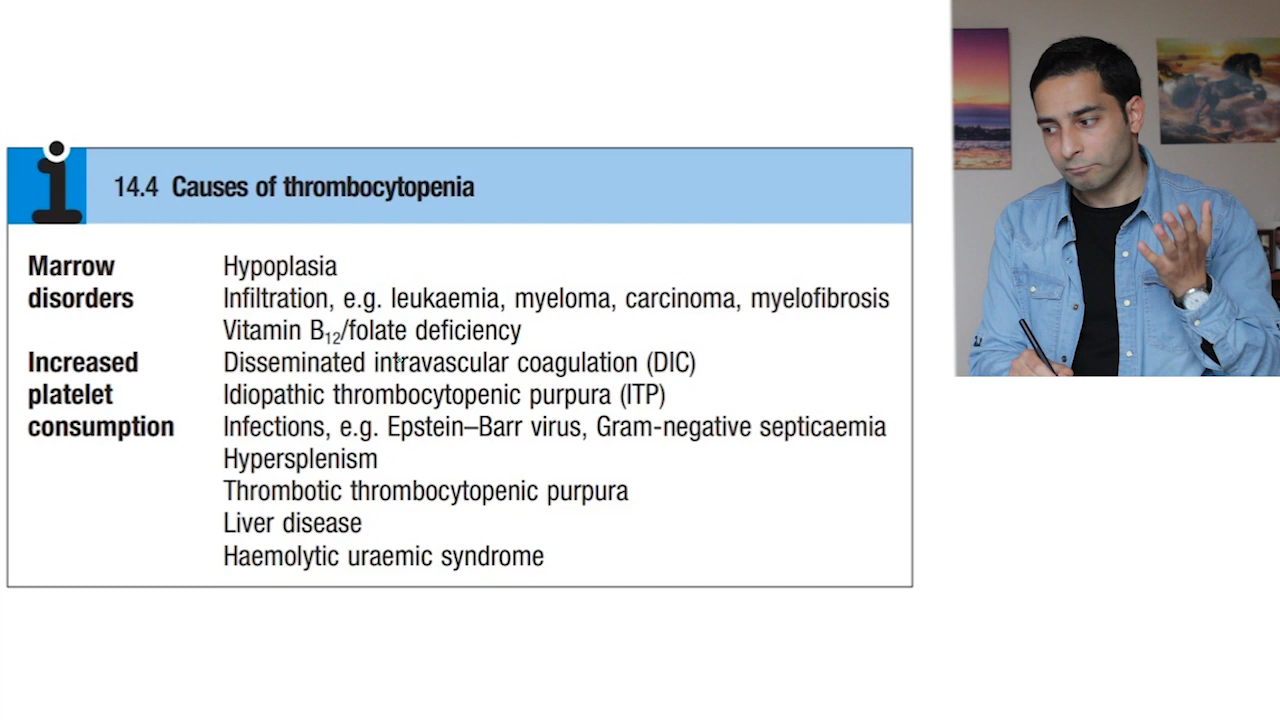 14.4 Causes of thrombocytopenia
Marrow Hypoplasia
disorders Infiltration, e.g. leukaemia, myeloma, carcinoma, myelofibrosis
Vitamin B12/folate deficiency
Increased Disseminated intravascular coagulation (DIC)
platelet Idiopathic thrombocytopenic purpura (ITP)
consumption Infections, e.g. Epstein–Barr virus, Gram-negative septicaemia
Hypersplenism
Thrombotic thrombocytopenic purpura
Liver disease
Haemolytic uraemic syndrome